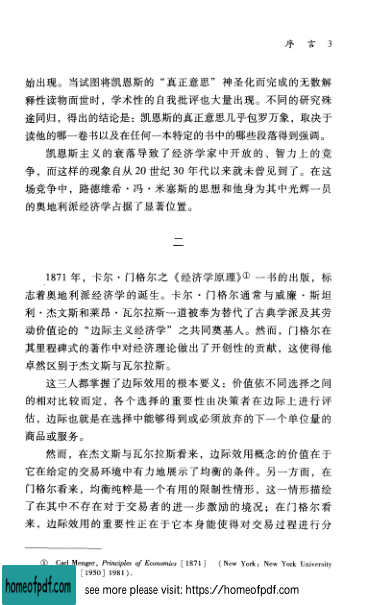 序 言 3
始出现。当试图将凯恩斯的“真正意思”神圣化而完成的无数解
释性读物面世时，学术性的自我批评也大量出现。不同的研究殊
途同归，得出的结论是：凯恩斯的真正意思几乎包罗万象，取决于
读他的哪一卷书以及在任何一本特定的书中的哪些段落得到强调。
凯恩斯主义的衰落导致了经济学家中开放的、智力上的竞
争，而这样的现象自从 20 世纪 30 年代以来就未曾见到了。在这
场竞争中，路德维希·冯·米塞斯的思想和他身为其中光辉一员
的奥地利派经济学占据了显著位置。
二
1871 年，卡尔·门格尔之《经济学原理》① 一书的出版，标
志着奥地利派经济学的诞生。卡尔·门格尔通常与威廉·斯坦
利·杰文斯和莱昂·瓦尔拉斯一道被奉为替代了古典学派及其劳
动价值论的“边际主义经济学”之共同奠基人。然而，门格尔在
其里程碑式的著作中对经济理论做出了开创性的贡献，这使得他
卓然区别于杰文斯与瓦尔拉斯。
这三人都掌握了边际效用的根本要义：价值依不同选择之间
的相对比较而定，各个选择的重要性由决策者在边际上进行评
估，边际也就是在选择中能够得到或必须放弃的下一个单位量的
商品或服务。
然而，在杰文斯与瓦尔拉斯看来，边际效用概念的价值在于
它在给定的交易环境中有力地展示了均衡的条件。另一方面，在
门格尔看来，均衡纯粹是一个有用的限制性情形，这一情形描绘
了在其中不存在对于交易者的进一步激励的境况；在门格尔看
来，边际效用的重要性正在于它本身能使得对交易过程进行分
① Carl Menger, Principles of Economics [1871] (New York: New York University
[1950] 1981).
homeofpdf.com
see more please visit: https://homeofpdf.com